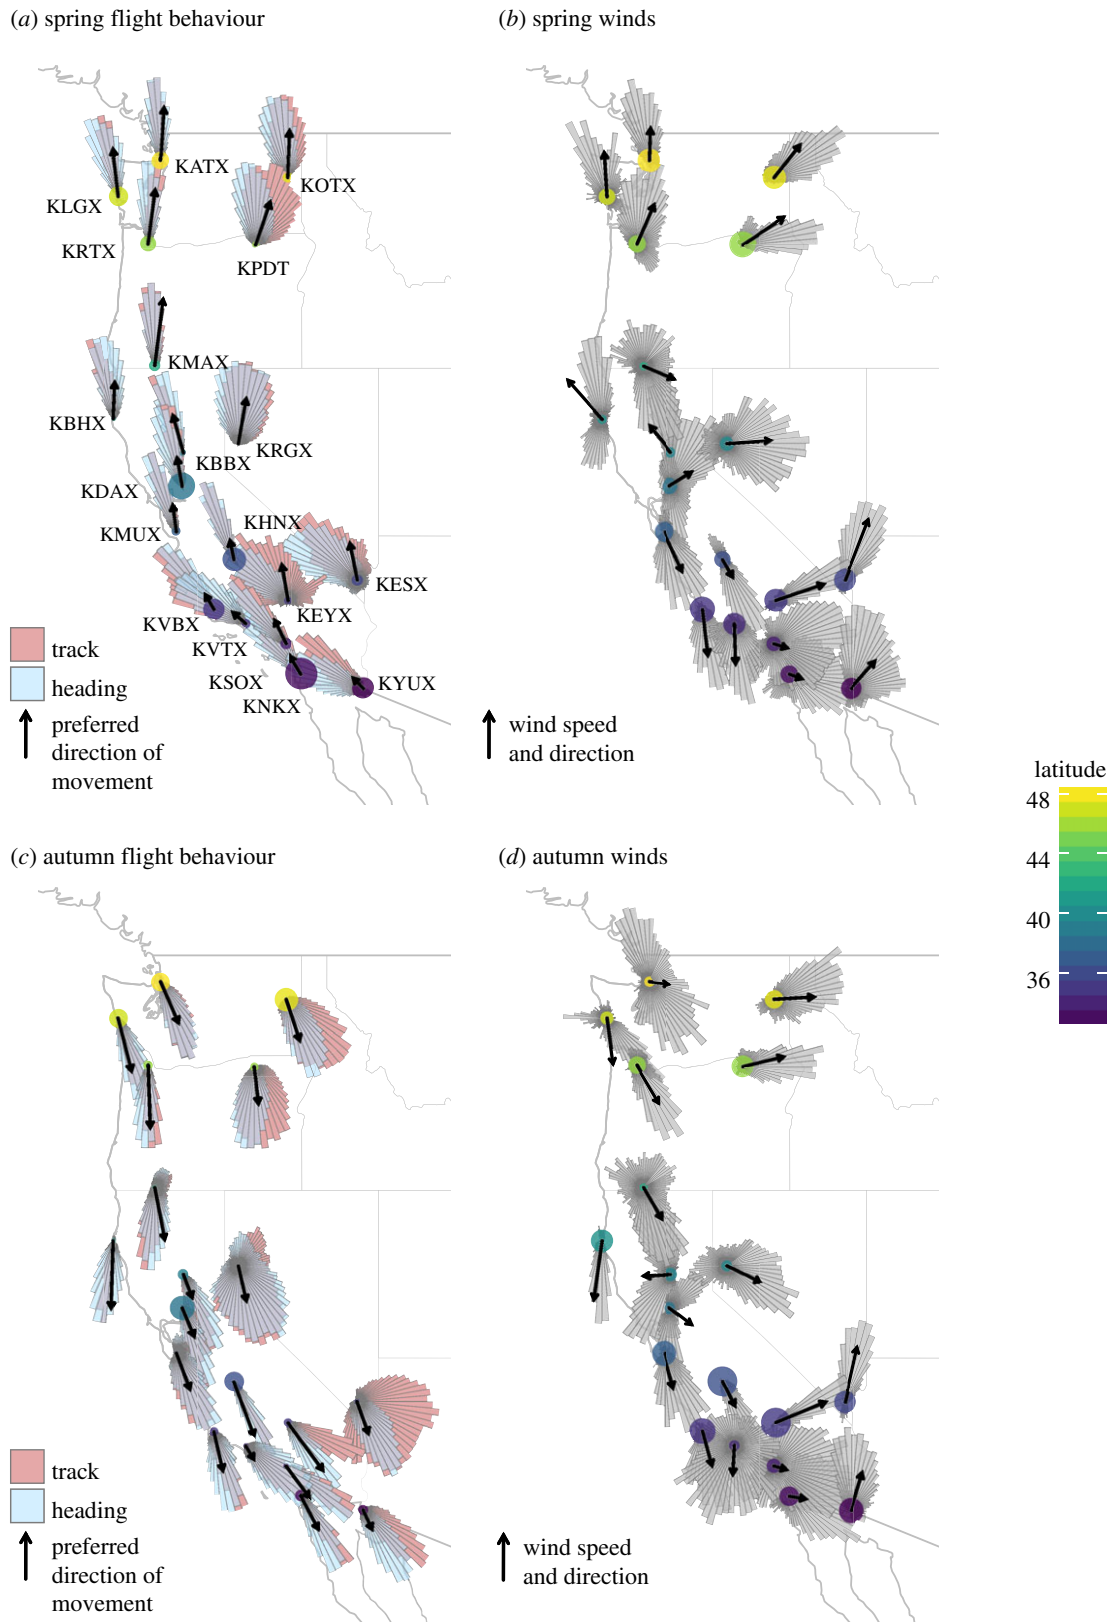 (a) spring flight behaviour
(b) spring winds
KATX
KOTX
KLGX
KRTX
KPDT
KMAX
KBHX
KRGX
KBBX
KDAX
KHNX
KMUX
KESX
KEYX
KVBX
track
KVTX
heading
KSOX
KYUX
KNKX
preferred
direction of
movement
wind speed
and direction
latitude
48
44
40
36
(c) autumn flight behaviour
(d) autumn winds
track
heading
preferred
direction of
movement
wind speed
and direction